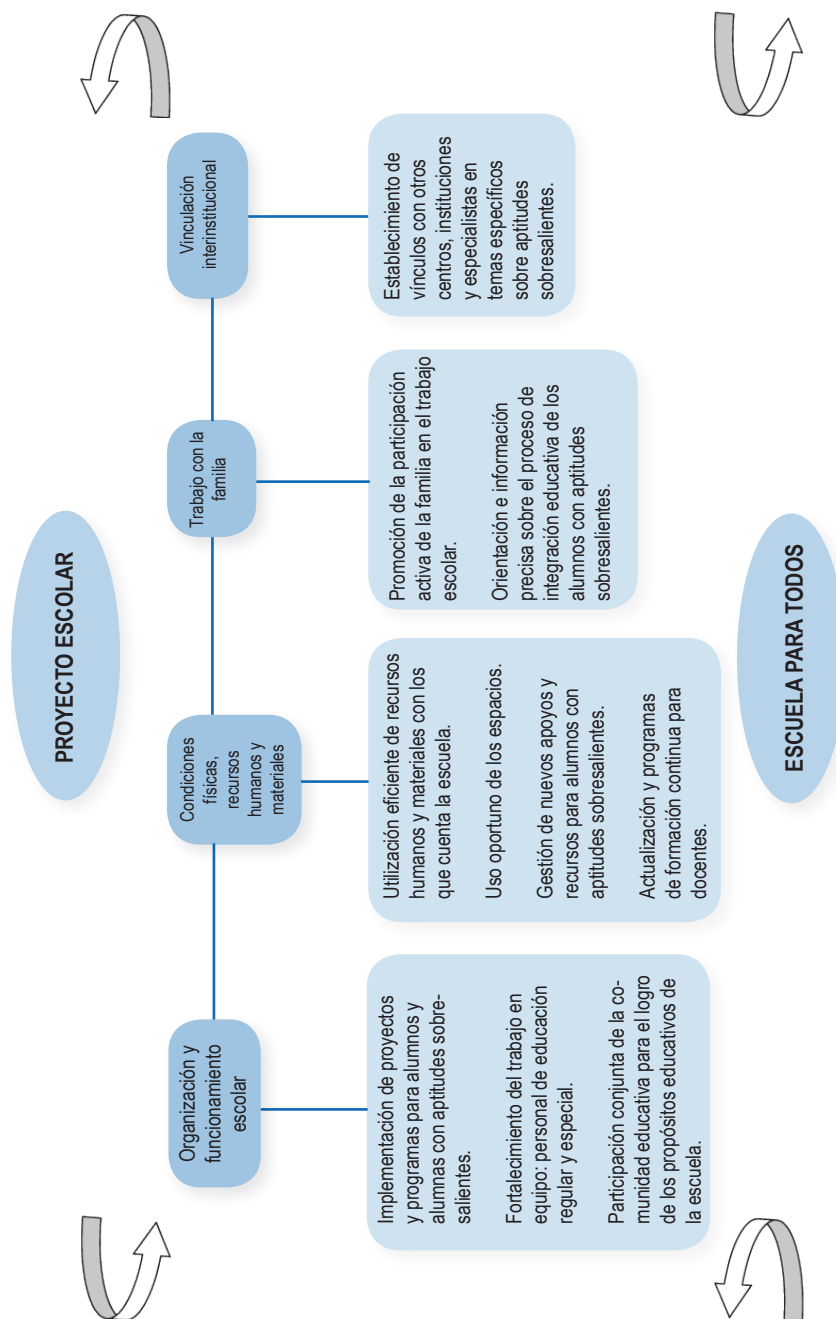 PROYECTO ESCOLAR
Organización y
funcionamiento
escolar
Condiciones
físicas,
recursos
humanos y
materiales
Trabajo con la
familia
Vinculación
interinstitucional
Implementación de proyectos
y programas para alumnos y
alumnas con aptitudes sobre-
salientes.
Fortalecimiento del trabajo en
equipo: personal de educación
regular y especial.
Participación conjunta de la co-
munidad educativa para el logro
de los propósitos educativos de
la escuela.
Utilización eficiente de recursos
humanos y materiales con los
que cuenta la escuela.
Uso oportuno de los espacios.
Gestión de nuevos apoyos y
recursos para alumnos con
aptitudes sobresalientes.
Actualización y programas
de formación continua para
docentes.
Promoción de la participación
activa de la familia en el trabajo
escolar.
Orientación e información
precisa sobre el proceso de
integración educativa de los
alumnos con aptitudes
sobresalientes.
Establecimiento de
vínculos con otros
centros, instituciones
y especialistas en
temas específicos
sobre aptitudes
sobresalientes.
ESCUELA PARA TODOS